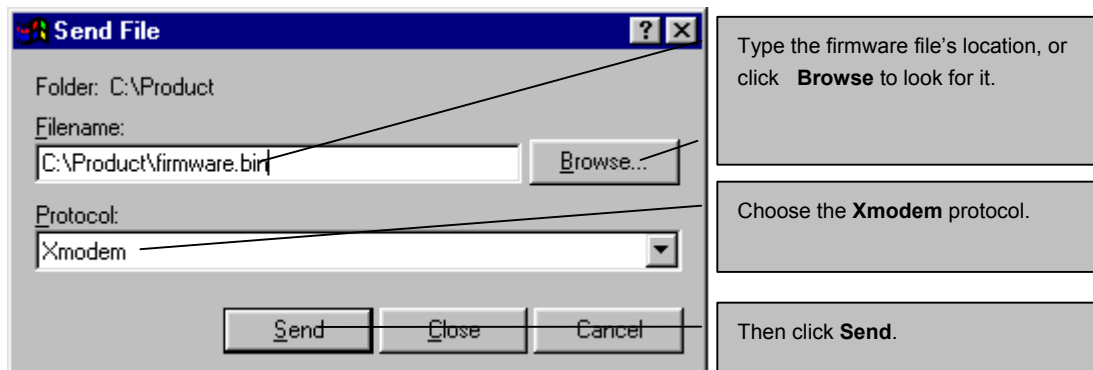 Send File
Folder: C:\Product
Filename:
C:\Product\firmware.bin
Browse...
Protocol:
Xmodem
Send
Close
Cancel
Type the firmware file’s location, or
click Browse to look for it.
Choose the Xmodem protocol.
Then click Send.